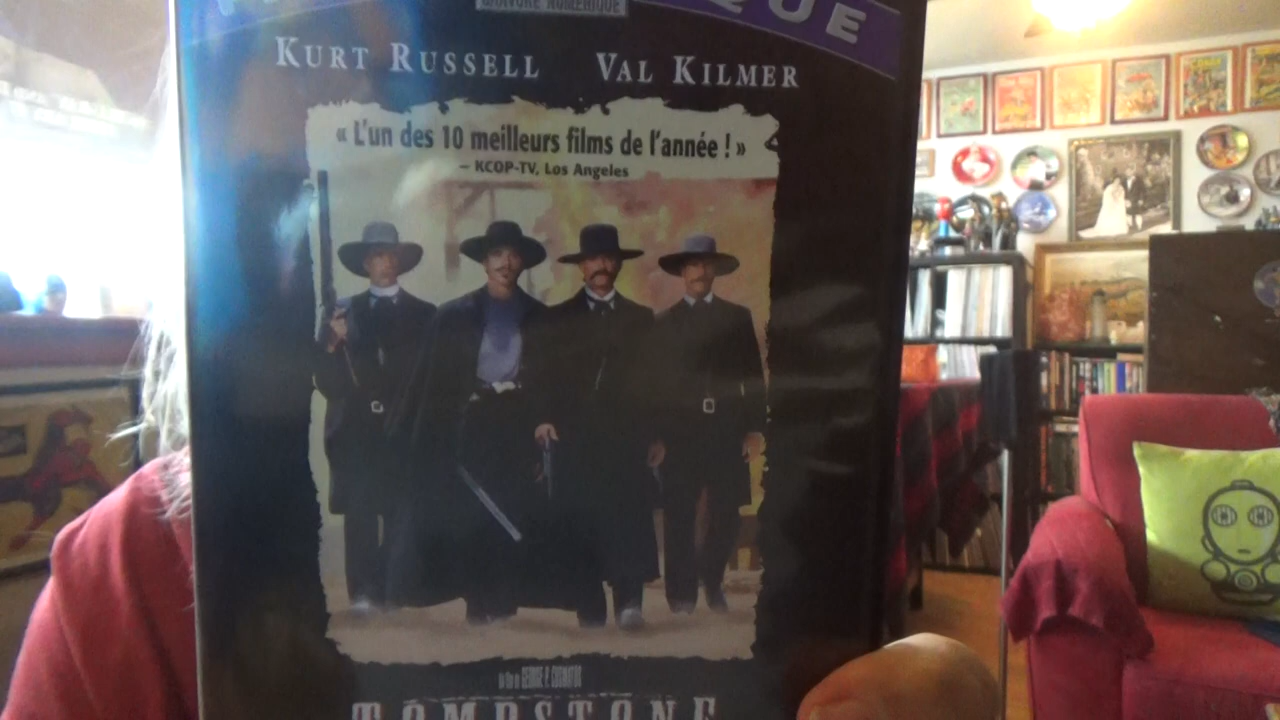 QUE
KURT RUSSELL VAL KILMER
« L'un des 10 meilleurs films de l'année ! »
– KCOP-TV, Los Angeles
un film de GEORGE P. COSMATOS
TOMBSTONE